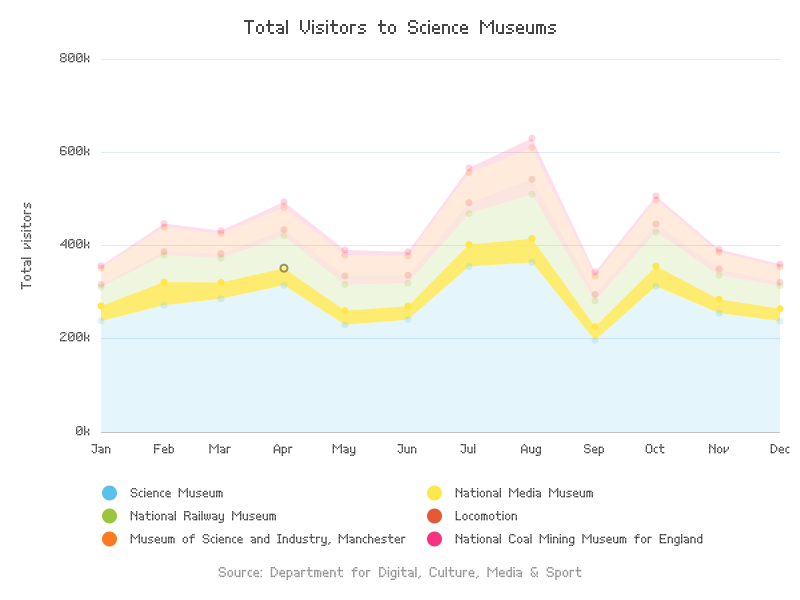 Total Visitors to Science Museums
Total visitors
800k
600k
400k
200k
0k
Jan Feb Mar Apr May Jun Jul Aug Sep Oct Nov Dec
Science Museum
National Media Museum
National Railway Museum
Locomotion
Museum of Science and Industry, Manchester
National Coal Mining Museum for England
Source: Department for Digital, Culture, Media & Sport